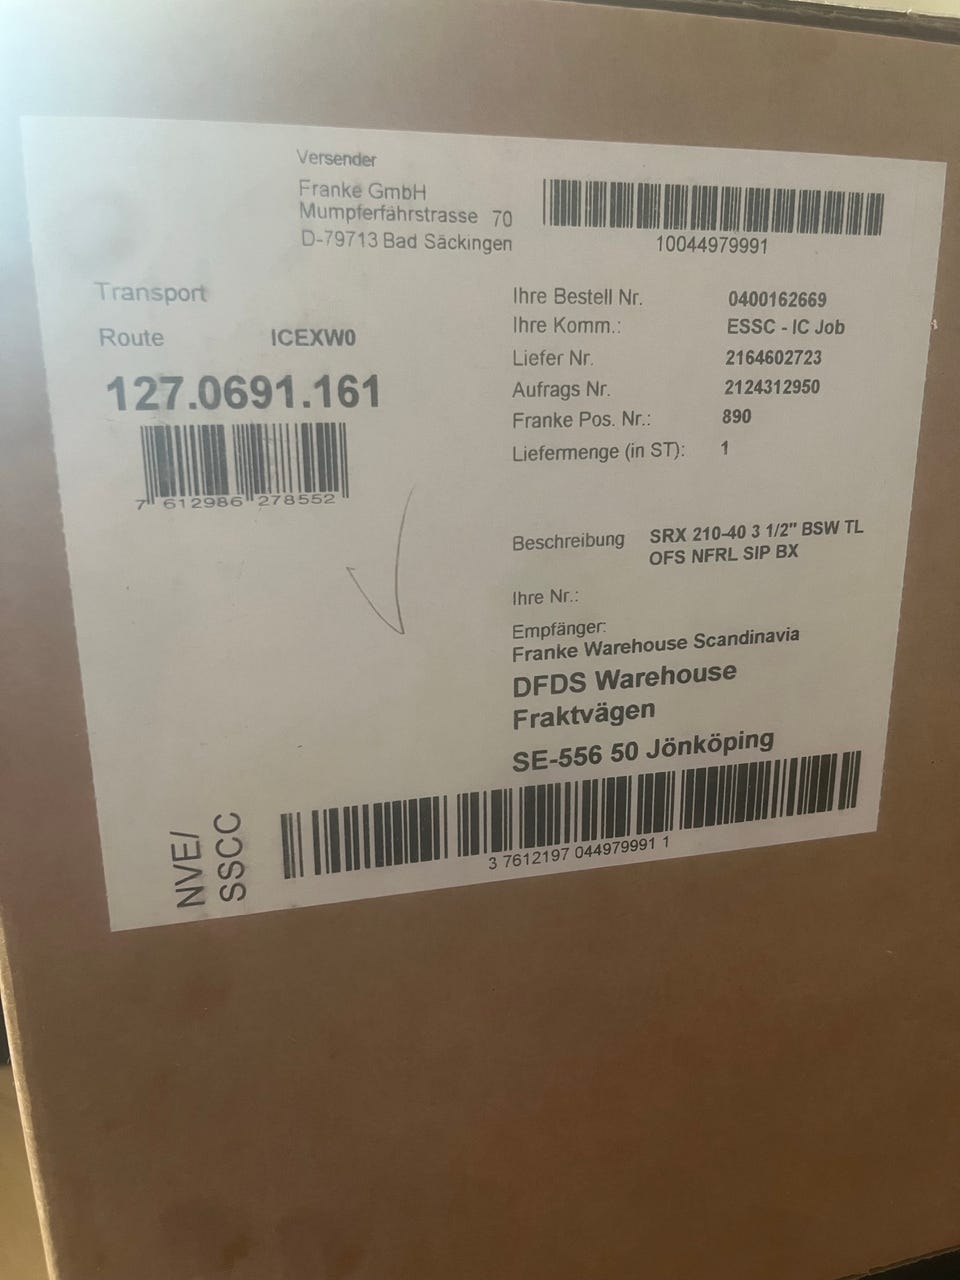 Versender
Franke GmbH
Mumpferfährstrasse 70
D-79713 Bad Säckingen
10044979991
Transport
Route ICEXW0
127.0691.161
7 612986 278552
Ihre Bestell Nr. 0400162669
Ihre Komm.: ESSC - IC Job
Liefer Nr. 2164602723
Aufrags Nr. 2124312950
Franke Pos. Nr.: 890
Liefermenge (in ST): 1
Beschreibung SRX 210-40 3 1/2" BSW TL
OFS NFRL SIP BX
Ihre Nr.:
Empfänger:
Franke Warehouse Scandinavia
DFDS Warehouse
Fraktvägen
SE-556 50 Jönköping
NVE/
SSCC
3 7612197 044979991 1